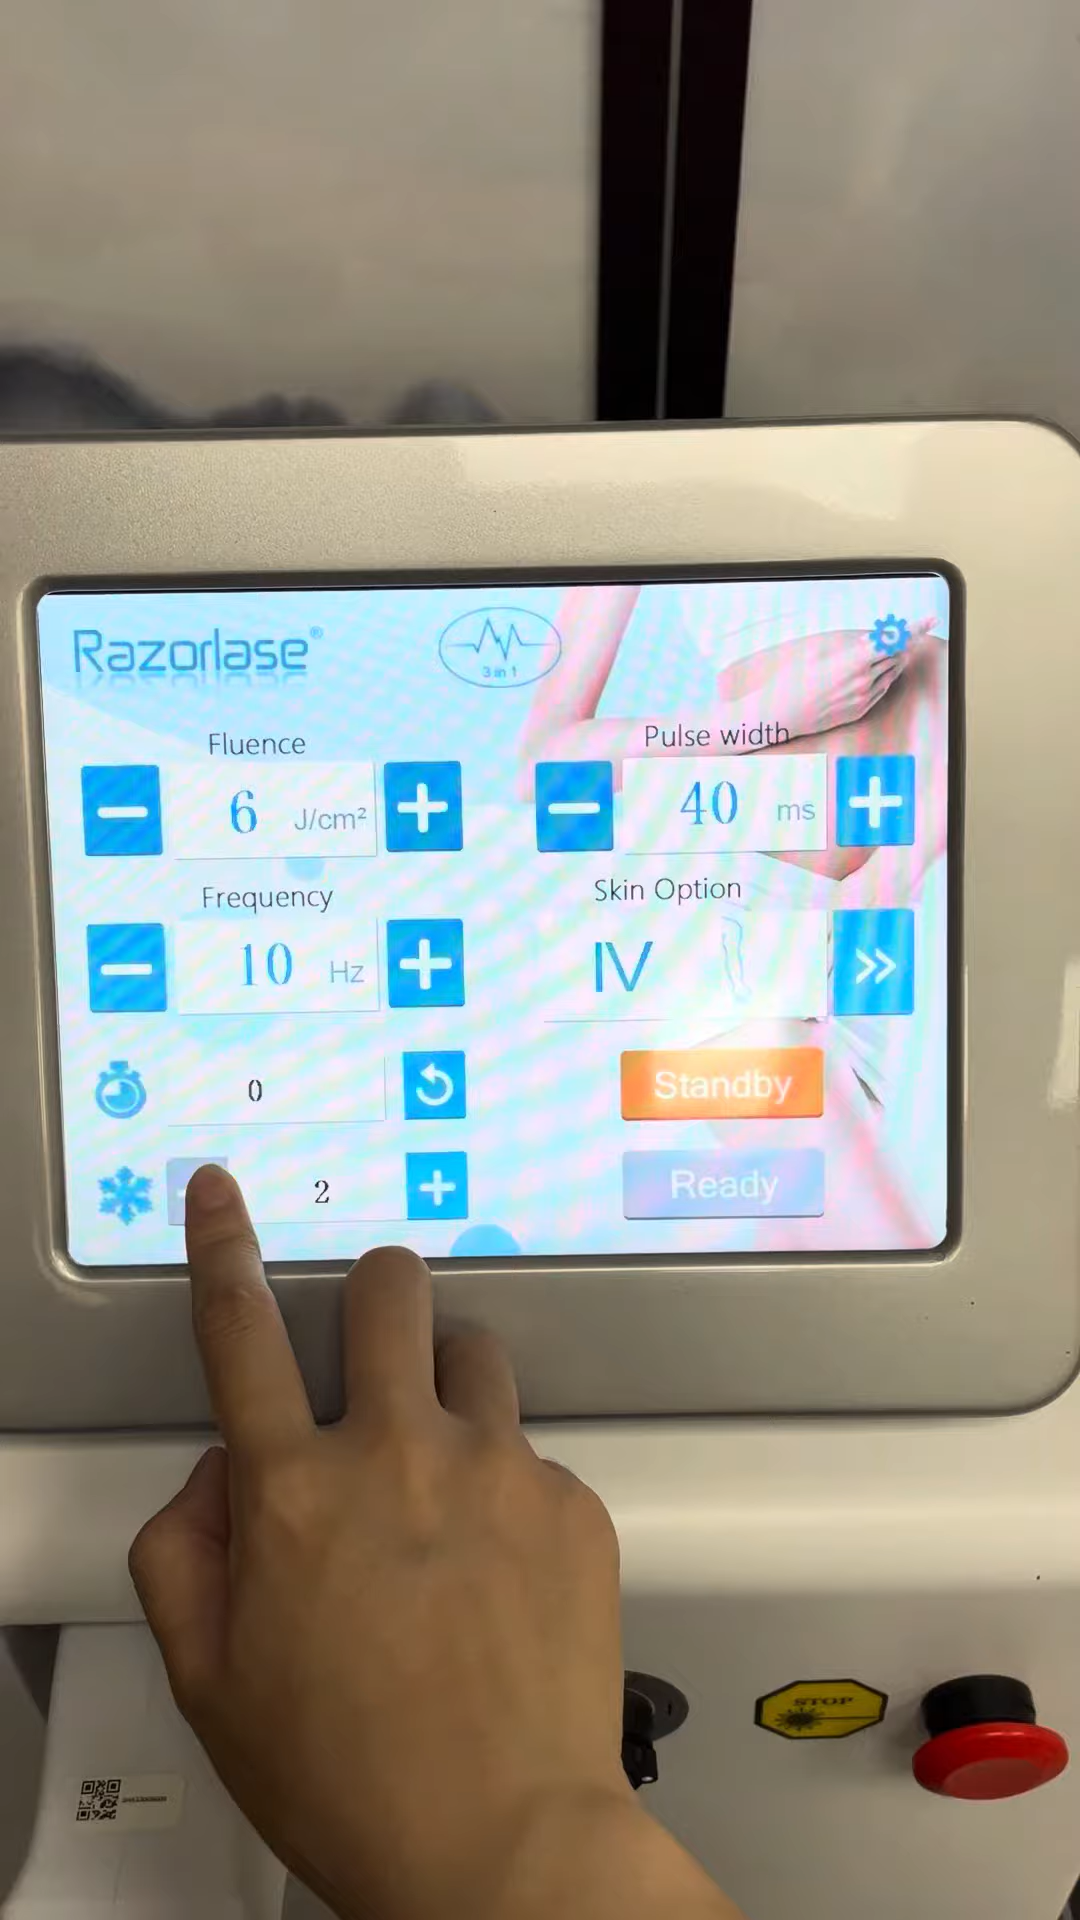 Razorlase®
3 in 1
Fluence
6 J/cm²
Pulse width
40 ms
Frequency
10 Hz
Skin Option
IV
0
Standby
2
Ready
STOP